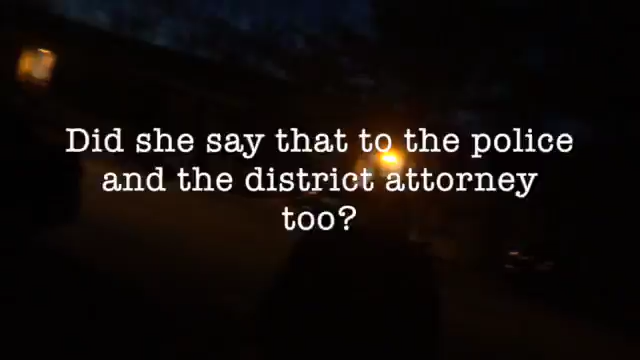 Did she say that to the police
and the district attorney
too?